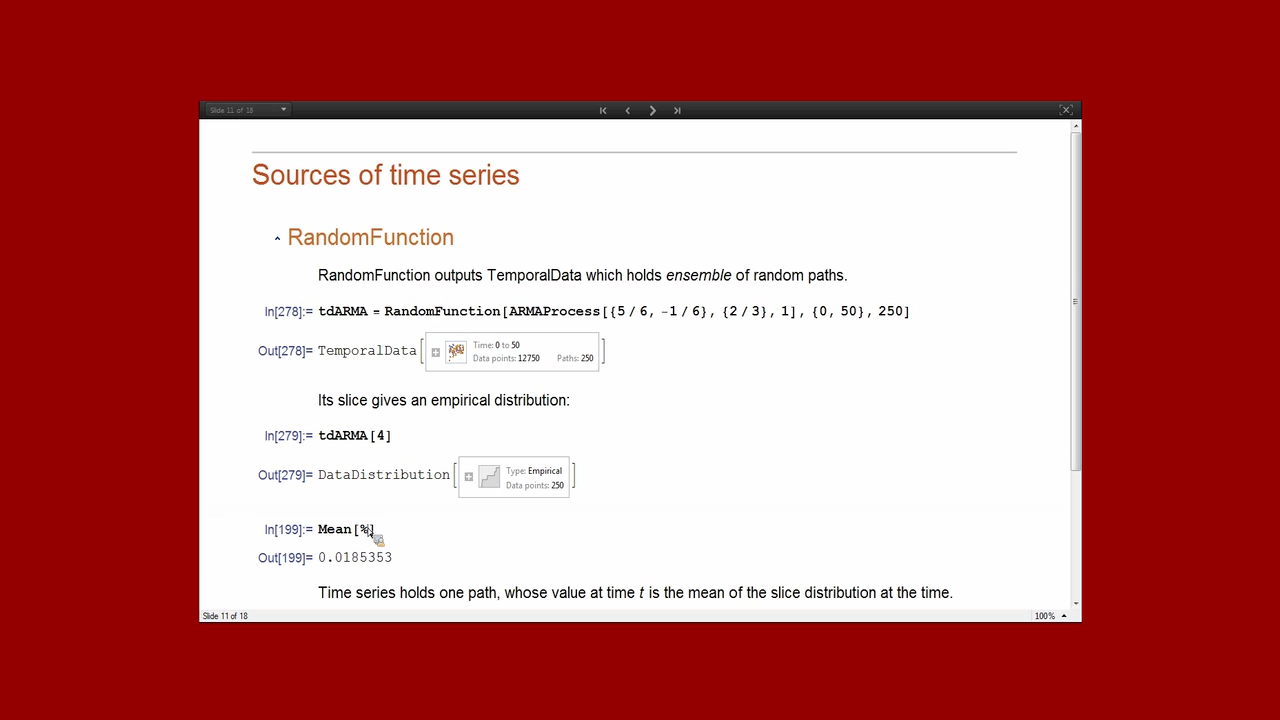 Slide 11 of 18
Sources of time series
RandomFunction
RandomFunction outputs TemporalData which holds ensemble of random paths.
In[278]:= tdARMA = RandomFunction[ARMAProcess[{5 / 6, -1 / 6}, {2 / 3}, 1], {0, 50}, 250]
Out[278]= TemporalData[ Time: 0 to 50
Data points: 12750 Paths: 250 ]
Its slice gives an empirical distribution:
In[279]:= tdARMA[4]
Out[279]= DataDistribution[ Type: Empirical
Data points: 250 ]
In[199]:= Mean[%]
Out[199]= 0.0185353
Time series holds one path, whose value at time t is the mean of the slice distribution at the time.
Slide 11 of 18 100%